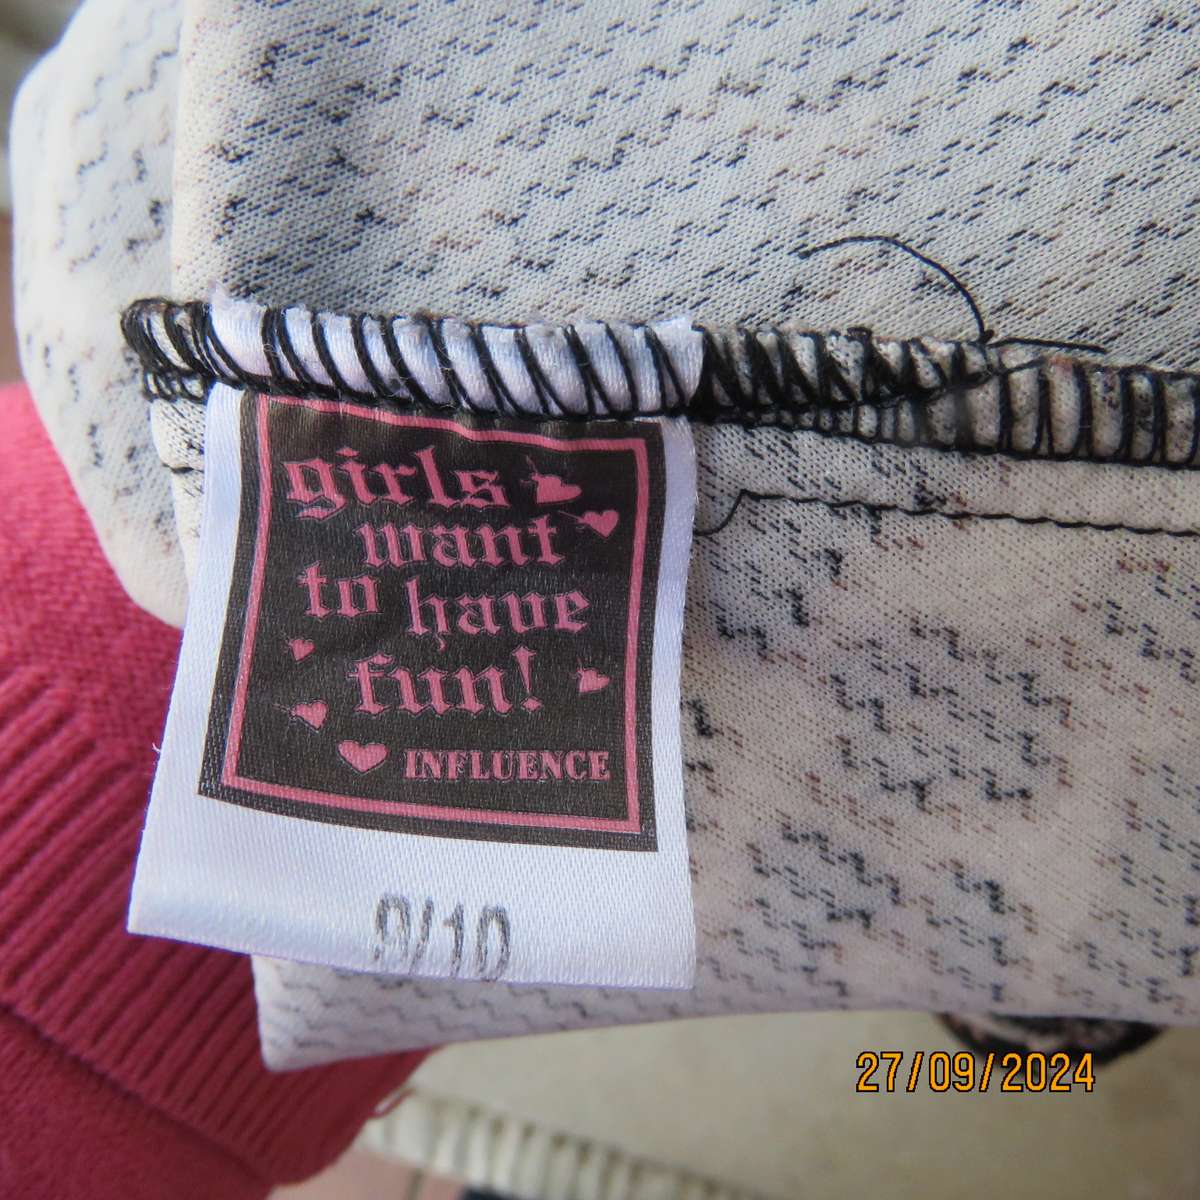 girls
want
to have
fun!
INFLUENCE
9/10
27/09/2024